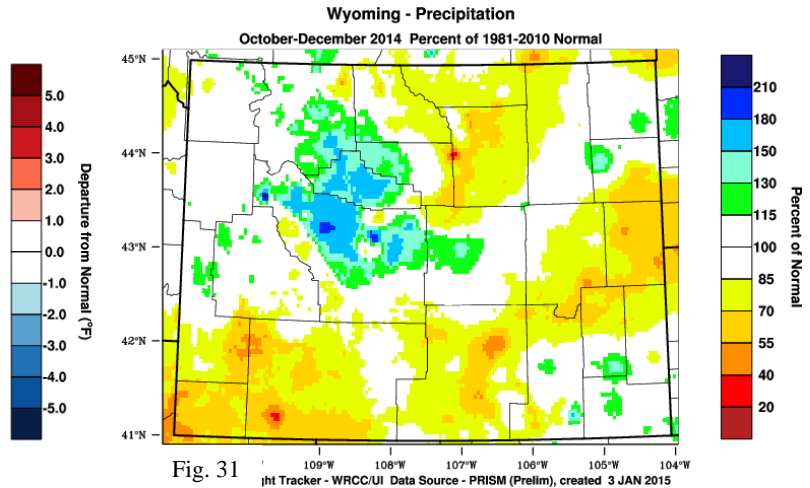 Wyoming - Precipitation
October-December 2014 Percent of 1981-2010 Normal
5.0
4.0
3.0
2.0
1.0
0.0
-1.0
-2.0
-3.0
-4.0
-5.0
Departure from Normal (°F)
45°N
44°N
43°N
42°N
41°N
109°W
108°W
107°W
106°W
105°W
104°W
210
180
150
130
115
100
85
70
55
40
20
Percent of Normal
Fig. 31
ght Tracker - WRCC/UI Data Source - PRISM (Prelim), created 3 JAN 2015